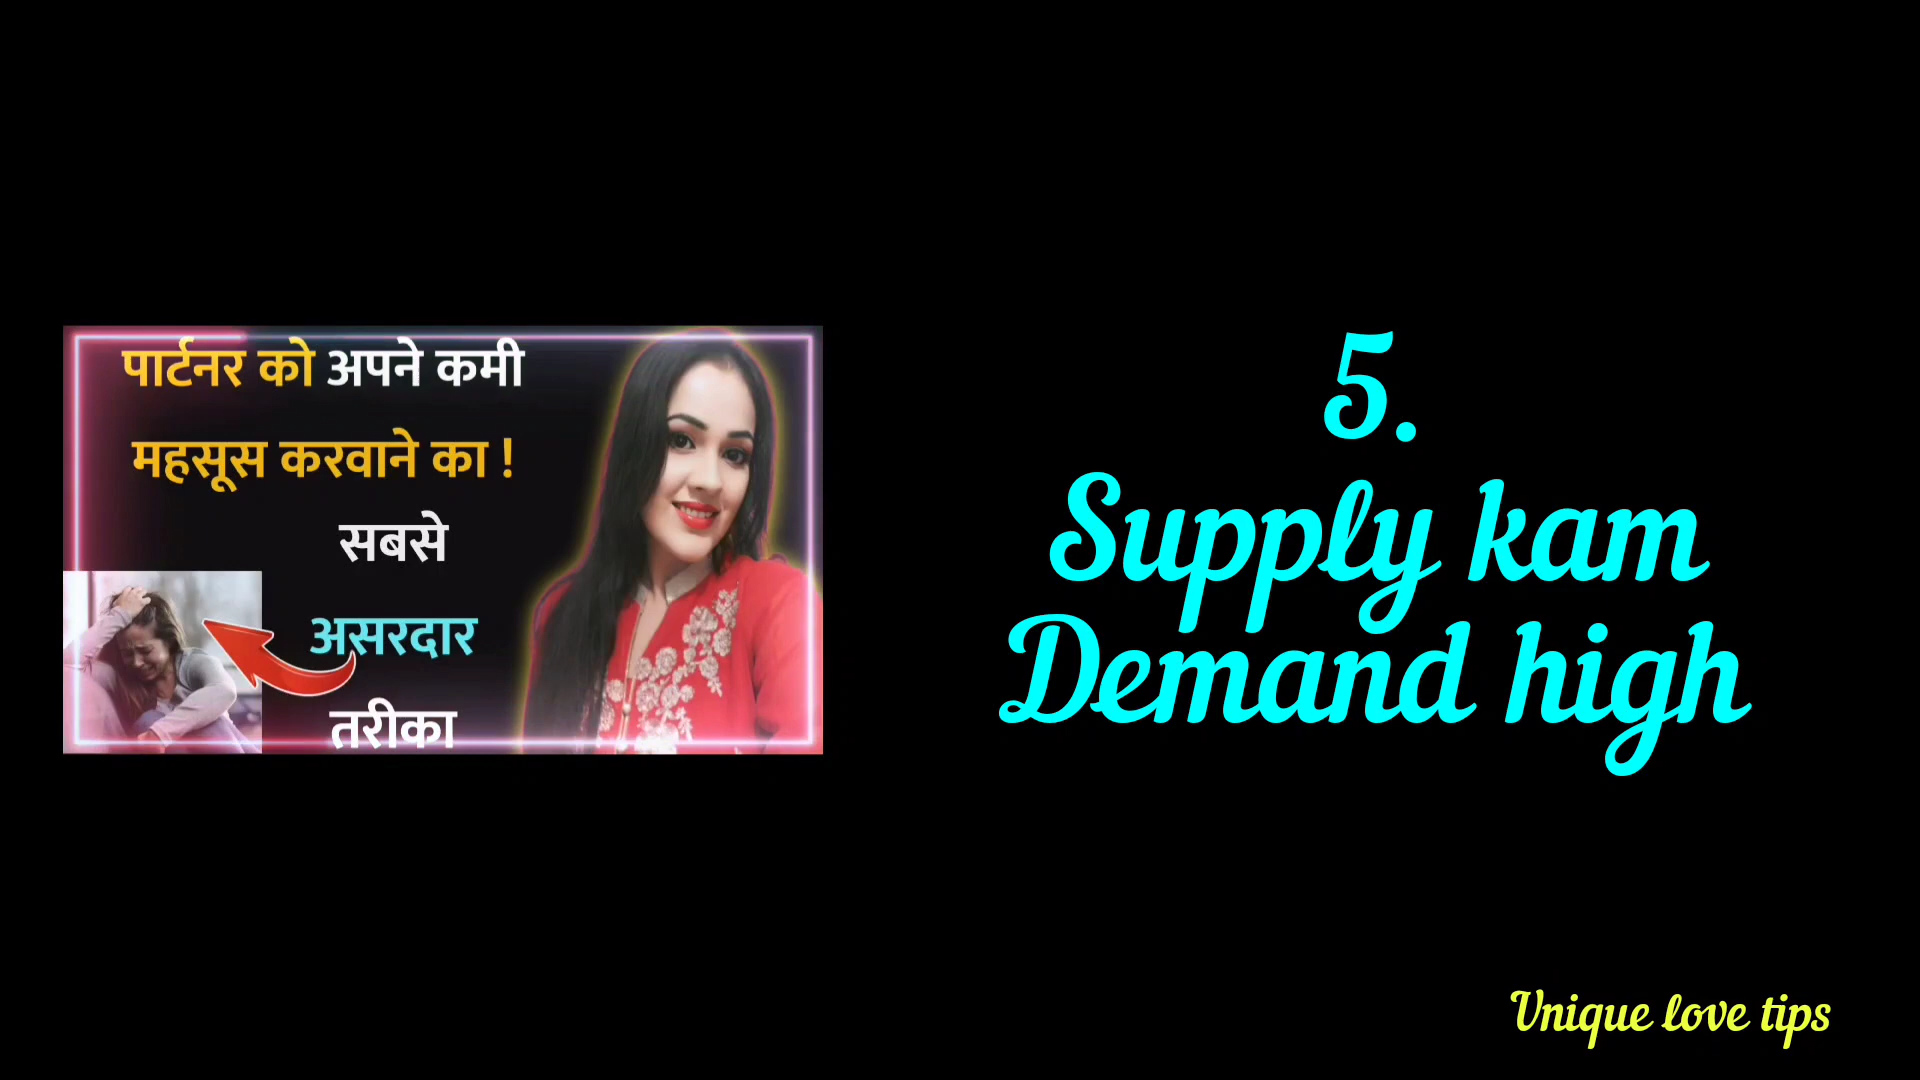 पार्टनर को अपने कमी
महसूस करवाने का !
सबसे
असरदार
तरीका
5.
Supply kam
Demand high
Unique love tips